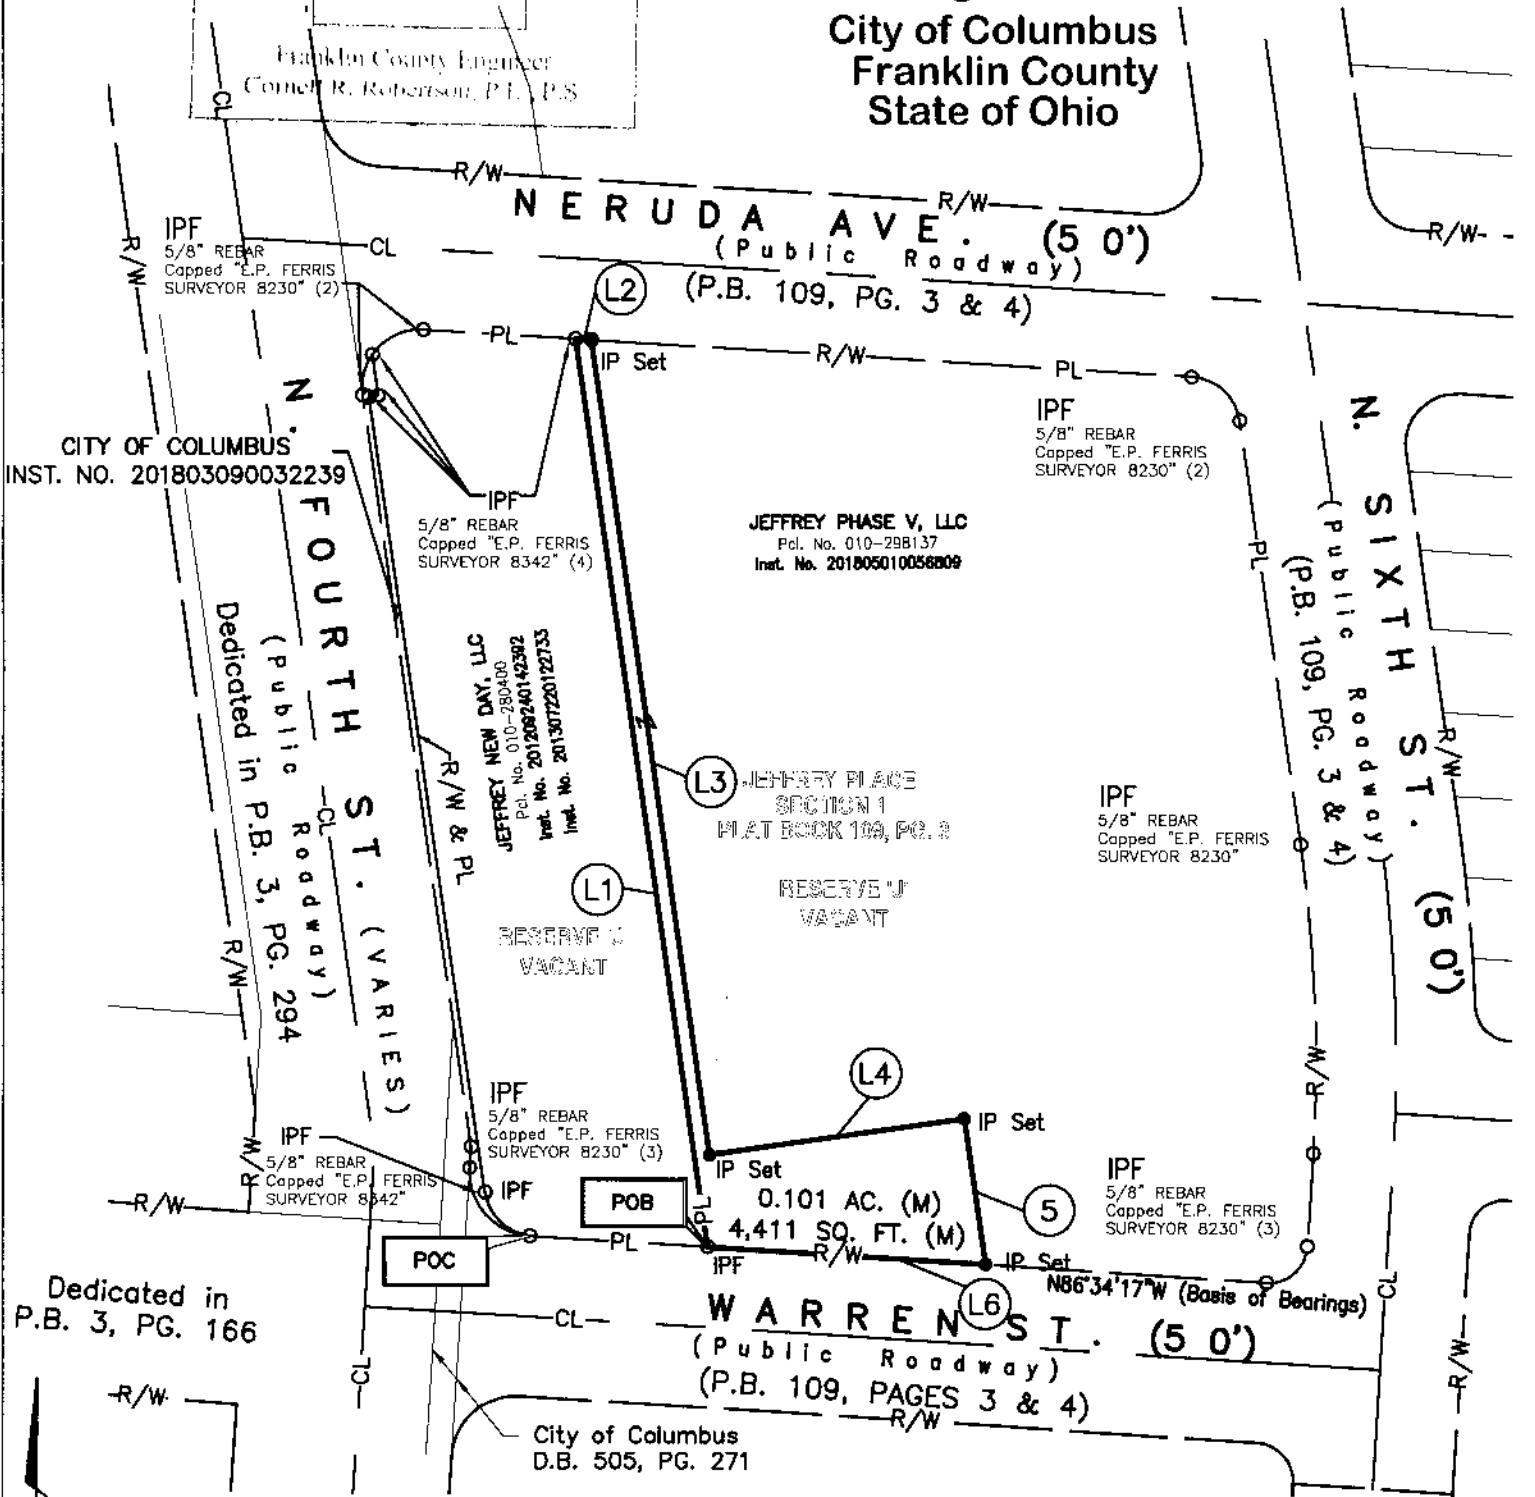 City of Columbus
Franklin County
State of Ohio
Franklin County Engineer
Cornell R. Robertson, P.E., P.S.
CL
R/W
NERUDA AVE. (50')
R/W
(Public Roadway)
(P.B. 109, PG. 3 & 4)
R/W
R/W
CL
IPF
5/8" REBAR
Capped "E.P. FERRIS
SURVEYOR 8230" (2)
L2
PL
IP Set
R/W
PL
IPF
5/8" REBAR
Capped "E.P. FERRIS
SURVEYOR 8230" (2)
CITY OF COLUMBUS
INST. NO. 201803090032239
IPF
5/8" REBAR
Capped "E.P. FERRIS
SURVEYOR 8342" (4)
JEFFREY PHASE V, LLC
Pcl. No. 010-298137
Inst. No. 201805010056809
N. FOURTH ST. (VARIES)
(Public Roadway)
Dedicated in P.B. 3, PG. 294
CL
R/W
R/W & PL
JEFFREY NEW DAY, LLC
Pcl. No. 010-280400
Inst. No. 201209240142392
Inst. No. 201307220122733
N. SIXTH ST. (50')
(Public Roadway)
(P.B. 109, PG. 3 & 4)
PL
R/W
L3
JEFFREY PLACE
SECTION 1
PLAT BOOK 109, PG. 3
RESERVE "J"
VACANT
L1
RESERVE "J
VACANT
IPF
5/8" REBAR
Capped "E.P. FERRIS
SURVEYOR 8230"
R/W
L4
IP Set
IPF
5/8" REBAR
Capped "E.P. FERRIS
SURVEYOR 8230" (3)
IPF
5/8" REBAR
Capped "E.P. FERRIS
SURVEYOR 8342"
R/W
R/W
IPF
IP Set
0.101 AC. (M)
4,411 SQ. FT. (M)
5
IPF
5/8" REBAR
Capped "E.P. FERRIS
SURVEYOR 8230" (3)
POB
PL
POC
PL
IPF
R/W
IP Set
N86°34'17"W (Basis of Bearings)
L6
CL
Dedicated in
P.B. 3, PG. 166
CL
WARREN ST. (50')
(Public Roadway)
(P.B. 109, PAGES 3 & 4)
R/W
CL
R/W
R/W
City of Columbus
D.B. 505, PG. 271